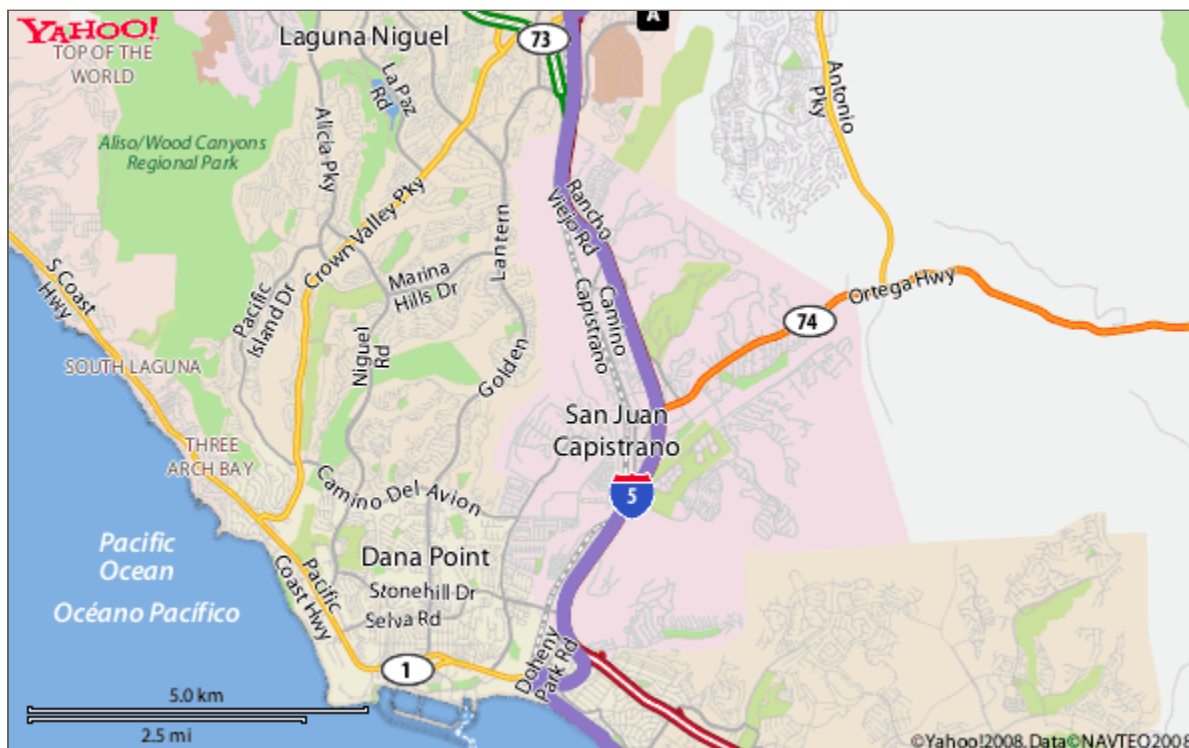 YAHOO!
TOP OF THE
WORLD
Laguna Niguel
73
A
Antonio
Pky
La Paz
Rd
Alicia Pky
Aliso/Wood Canyons
Regional Park
Crown Valley Pky
Rancho
Viejo Rd
Lantern
Golden
Marina
Hills Dr
S Coast
Hwy
Pacific
Island Dr
Niguel
Rd
Camino
Capistrano
Ortega Hwy
74
SOUTH LAGUNA
San Juan
Capistrano
THREE
ARCH BAY
Camino Del Avion
5
Pacific
Ocean
Océano Pacífico
Dana Point
Pacific
Coast Hwy
Stonehill Dr
Selva Rd
Doheny
Park Rd
1
5.0 km
2.5 mi
©Yahoo!2008, Data©NAVTEQ2008